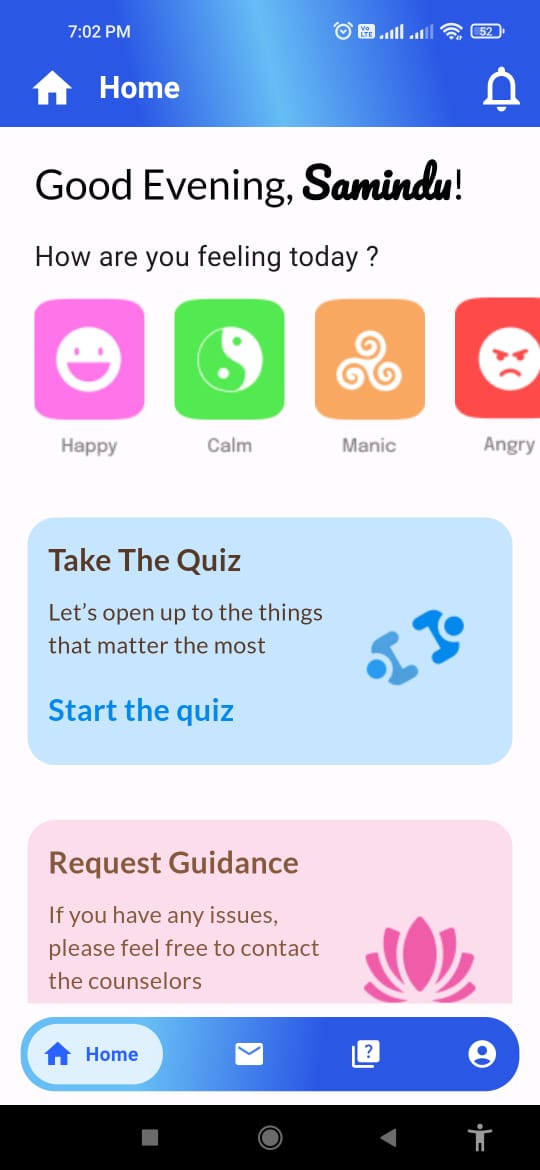 7:02 PM
Vo LTE
52
Home
Good Evening, Samindu!
How are you feeling today ?
Happy Calm Manic Angry
Take The Quiz
Let’s open up to the things
that matter the most
Start the quiz
Request Guidance
If you have any issues,
please feel free to contact
the counselors
Home
?